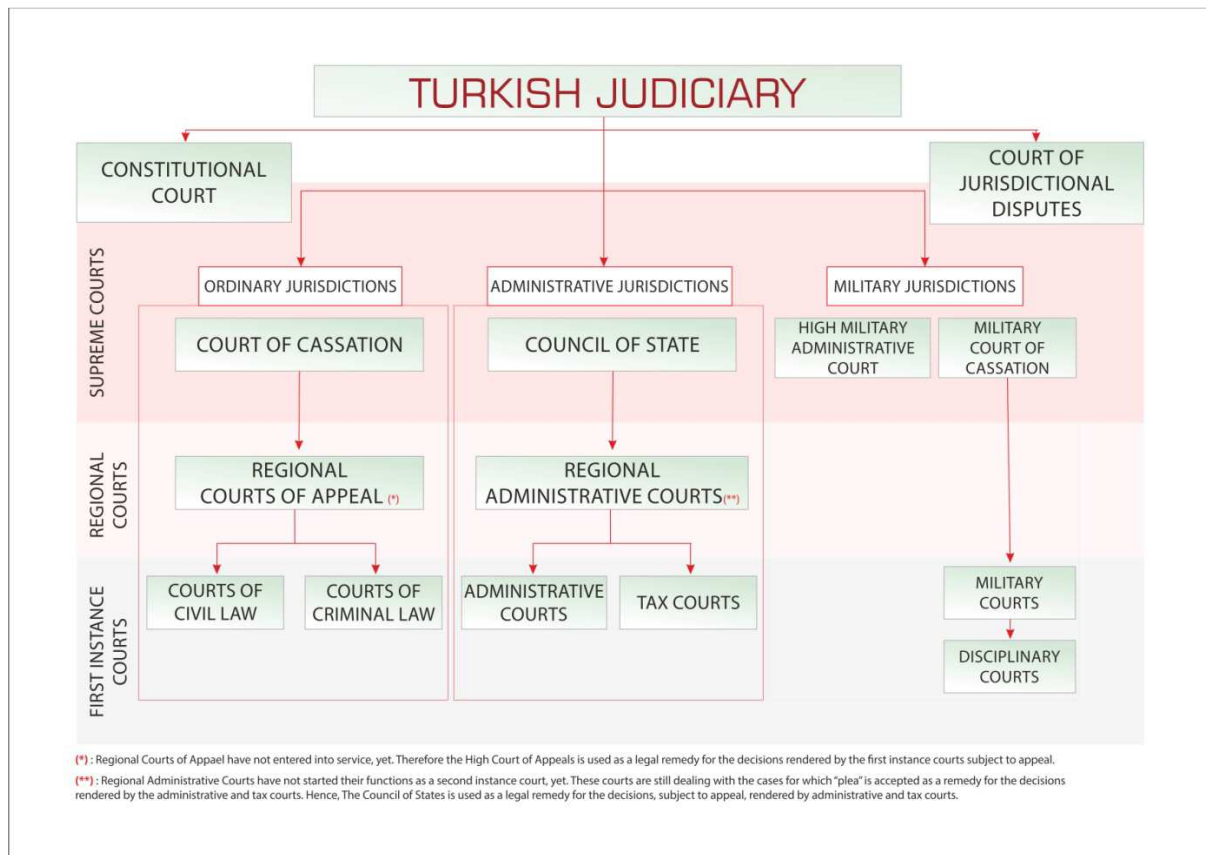 TURKISH JUDICIARY
CONSTITUTIONAL
COURT
COURT OF
JURISDICTIONAL
DISPUTES
SUPREME COURTS
ORDINARY JURISDICTIONS
ADMINISTRATIVE JURISDICTIONS
MILITARY JURISDICTIONS
COURT OF CASSATION
COUNCIL OF STATE
HIGH MILITARY
ADMINISTRATIVE
COURT
MILITARY
COURT OF
CASSATION
REGIONAL
COURTS
REGIONAL
COURTS OF APPEAL (*)
REGIONAL
ADMINISTRATIVE COURTS(**)
FIRST INSTANCE
COURTS
COURTS OF
CIVIL LAW
COURTS OF
CRIMINAL LAW
ADMINISTRATIVE
COURTS
TAX COURTS
MILITARY
COURTS
DISCIPLINARY
COURTS
(*) : Regional Courts of Appael have not entered into service, yet. Therefore the High Court of Appeals is used as a legal remedy for the decisions rendered by the first instance courts subject to appeal.
(**) : Regional Administrative Courts have not started their functions as a second instance court, yet. These courts are still dealing with the cases for which "plea" is accepted as a remedy for the decisions
rendered by the administrative and tax courts. Hence, The Council of States is used as a legal remedy for the decisions, subject to appeal, rendered by administrative and tax courts.